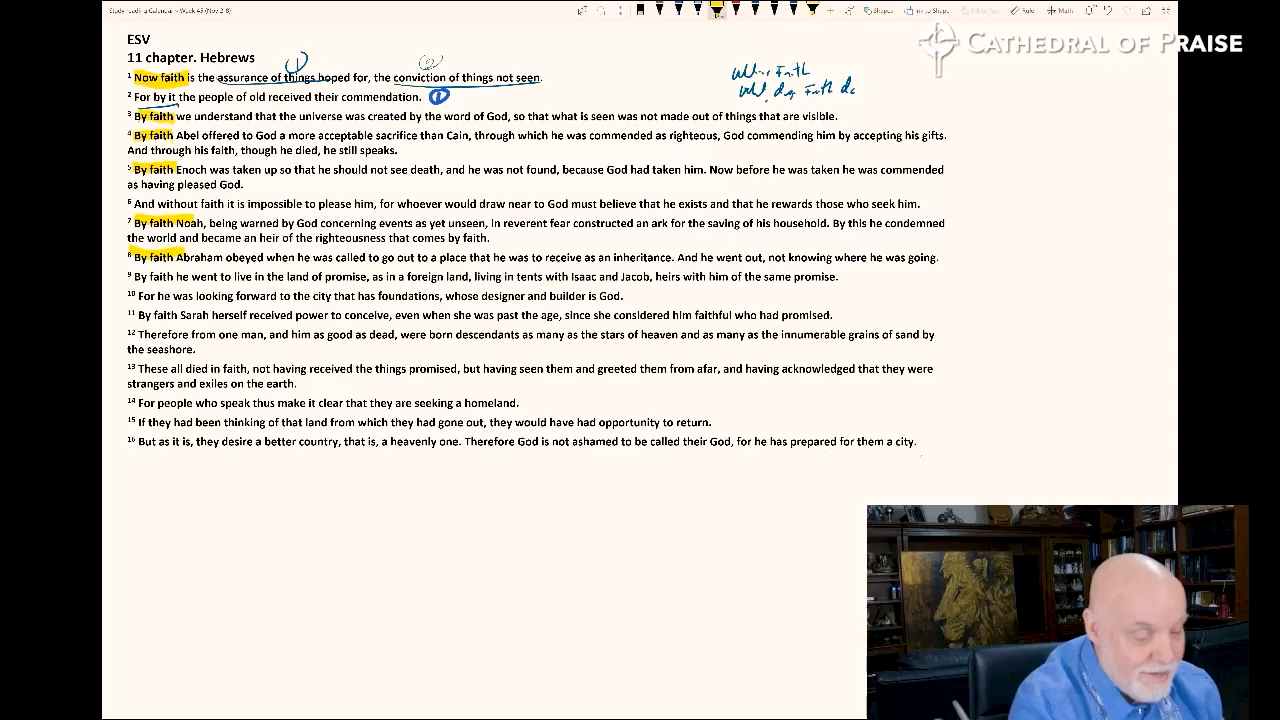 Study reading Calendar - Week 45 (Nov 2-8)
Shapes
Ink to Shape
Ink to Text
Rule
Math
CATHEDRAL OF PRAISE
ESV
11 chapter. Hebrews
1
2
1 Now faith is the assurance of things hoped for, the conviction of things not seen.
Faith
Faith
2 For by it the people of old received their commendation. 1
3 By faith we understand that the universe was created by the word of God, so that what is seen was not made out of things that are visible.
4 By faith Abel offered to God a more acceptable sacrifice than Cain, through which he was commended as righteous, God commending him by accepting his gifts.
And through his faith, though he died, he still speaks.
5 By faith Enoch was taken up so that he should not see death, and he was not found, because God had taken him. Now before he was taken he was commended
as having pleased God.
6 And without faith it is impossible to please him, for whoever would draw near to God must believe that he exists and that he rewards those who seek him.
7 By faith Noah, being warned by God concerning events as yet unseen, in reverent fear constructed an ark for the saving of his household. By this he condemned
the world and became an heir of the righteousness that comes by faith.
8 By faith Abraham obeyed when he was called to go out to a place that he was to receive as an inheritance. And he went out, not knowing where he was going.
9 By faith he went to live in the land of promise, as in a foreign land, living in tents with Isaac and Jacob, heirs with him of the same promise.
10 For he was looking forward to the city that has foundations, whose designer and builder is God.
11 By faith Sarah herself received power to conceive, even when she was past the age, since she considered him faithful who had promised.
12 Therefore from one man, and him as good as dead, were born descendants as many as the stars of heaven and as many as the innumerable grains of sand by
the seashore.
13 These all died in faith, not having received the things promised, but having seen them and greeted them from afar, and having acknowledged that they were
strangers and exiles on the earth.
14 For people who speak thus make it clear that they are seeking a homeland.
15 If they had been thinking of that land from which they had gone out, they would have had opportunity to return.
16 But as it is, they desire a better country, that is, a heavenly one. Therefore God is not ashamed to be called their God, for he has prepared for them a city.